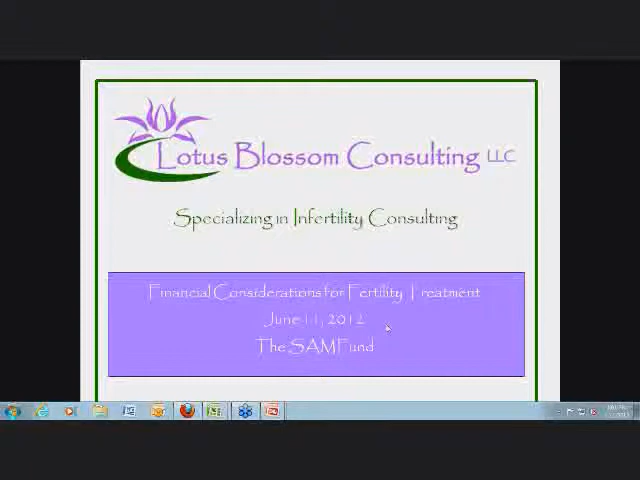 Lotus Blossom Consulting LLC
Specializing in Infertility Consulting
Financial Considerations for Fertility Treatment
June 11, 2012
The SAMFund